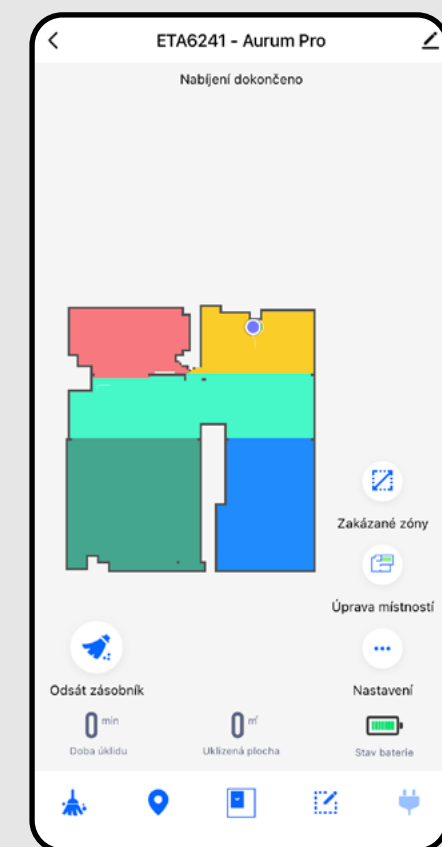 ETA6241 - Aurum Pro
Nabíjení dokončeno
Zakázané zóny
Úprava místností
Odsát zásobník
Nastavení
0 min
0 m²
Doba úklidu
Uklizená plocha
Stav baterie